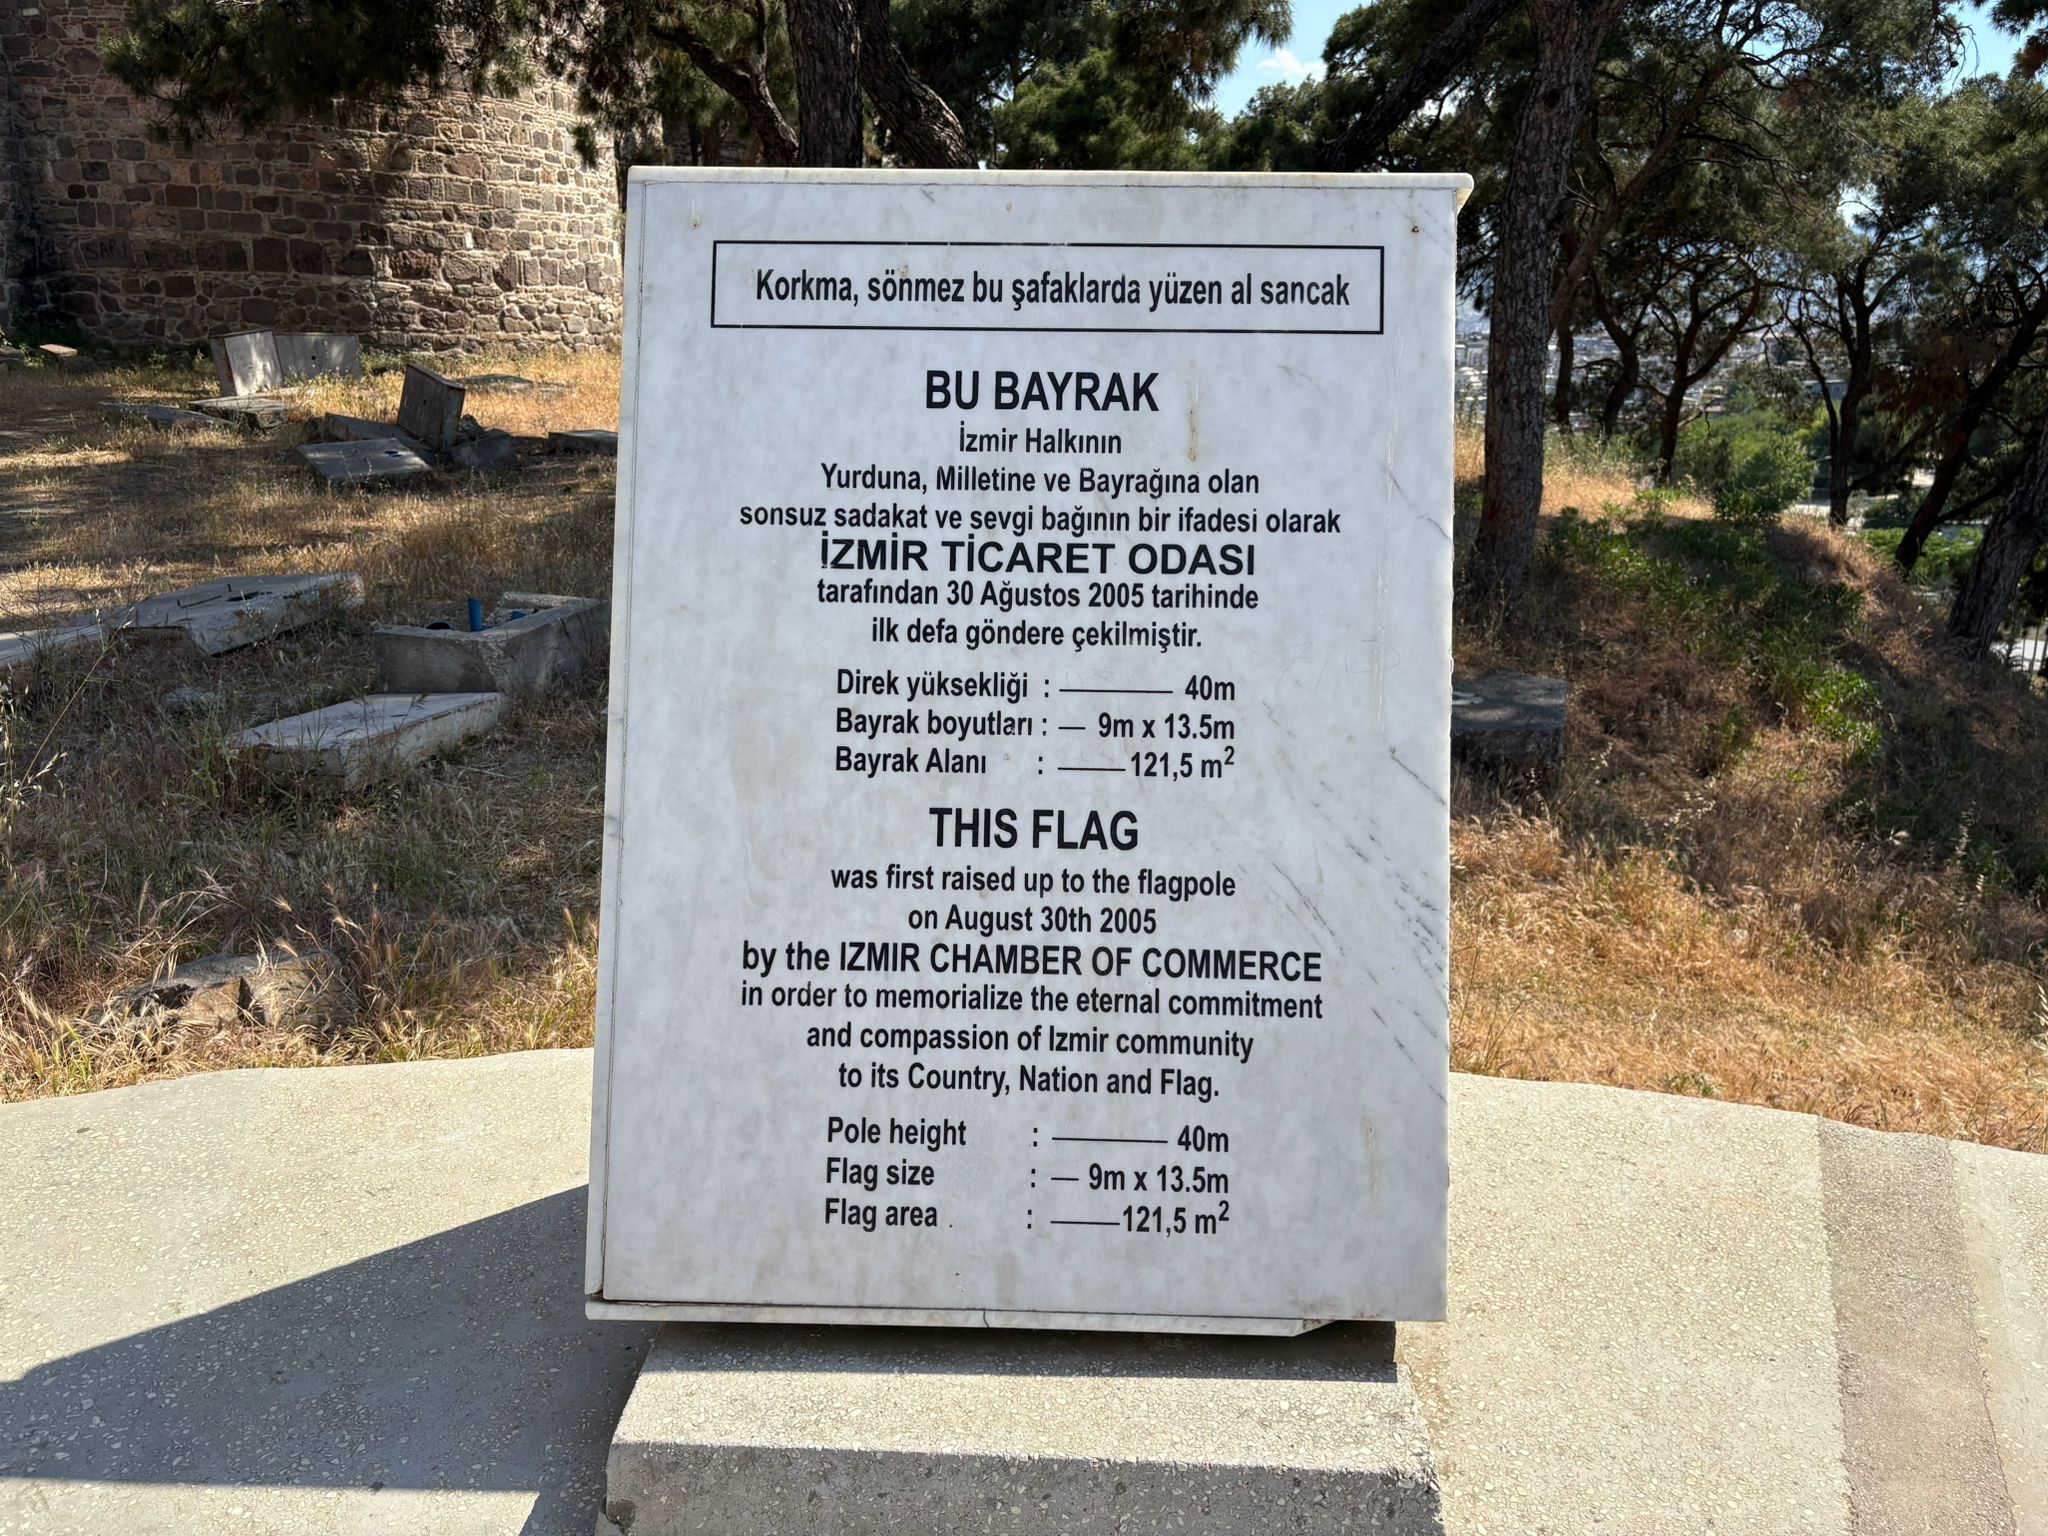 Korkma, sönmez bu şafaklarda yüzen al sancak
BU BAYRAK
İzmir Halkının
Yurduna, Milletine ve Bayrağına olan
sonsuz sadakat ve sevgi bağının bir ifadesi olarak
İZMİR TİCARET ODASI
tarafından 30 Ağustos 2005 tarihinde
ilk defa göndere çekilmiştir.
Direk yüksekliği : ——— 40m
Bayrak boyutları : — 9m x 13.5m
Bayrak Alanı : ——121,5 m²
THIS FLAG
was first raised up to the flagpole
on August 30th 2005
by the IZMIR CHAMBER OF COMMERCE
in order to memorialize the eternal commitment
and compassion of Izmir community
to its Country, Nation and Flag.
Pole height : ——— 40m
Flag size : — 9m x 13.5m
Flag area : ——121,5 m²
SARI